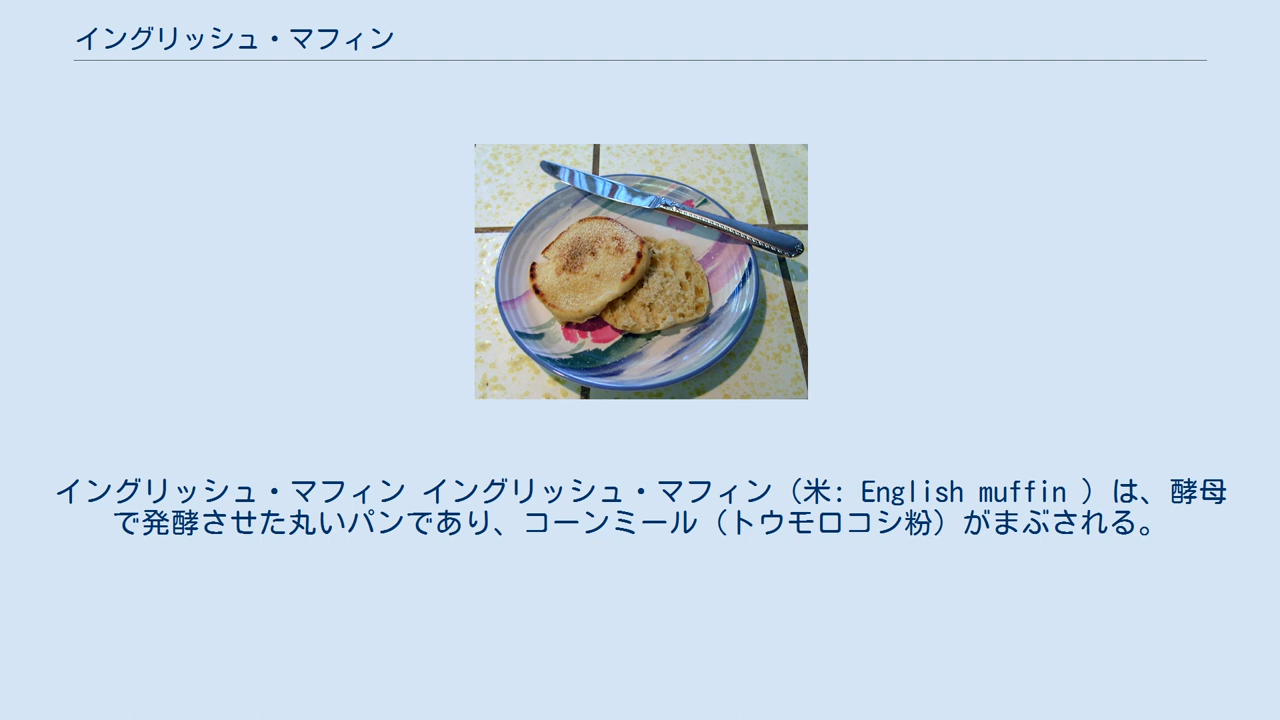 イングリッシュ・マフィン
イングリッシュ・マフィン イングリッシュ・マフィン（米: English muffin ）は、酵母
で発酵させた丸いパンであり、コーンミール（トウモロコシ粉）がまぶされる。